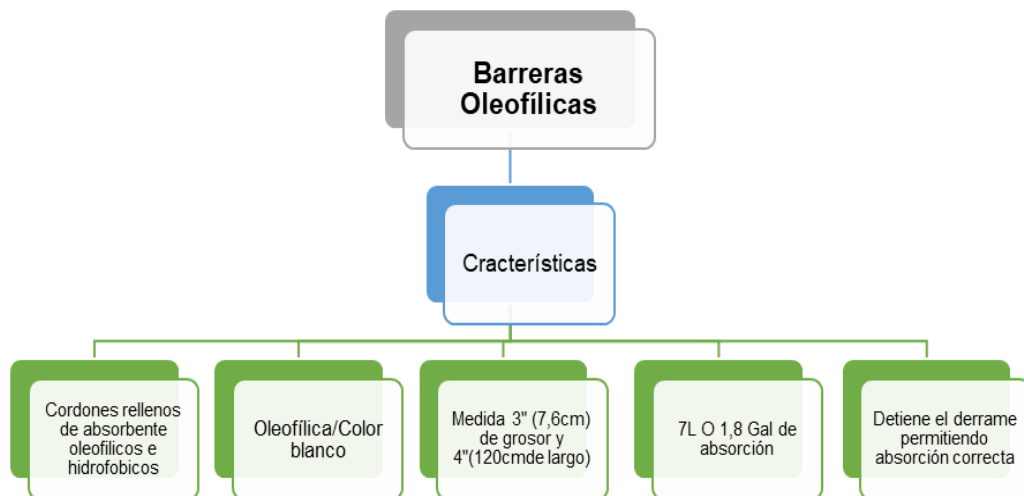 Barreras
Oleofílicas
Cracterísticas
Cordones rellenos
de absorbente
oleofilicos e
hidrofobicos
Oleofílica/Color
blanco
Medida 3" (7,6cm)
de grosor y
4"(120cmde largo)
7L O 1,8 Gal de
absorción
Detiene el derrame
permitiendo
absorción correcta